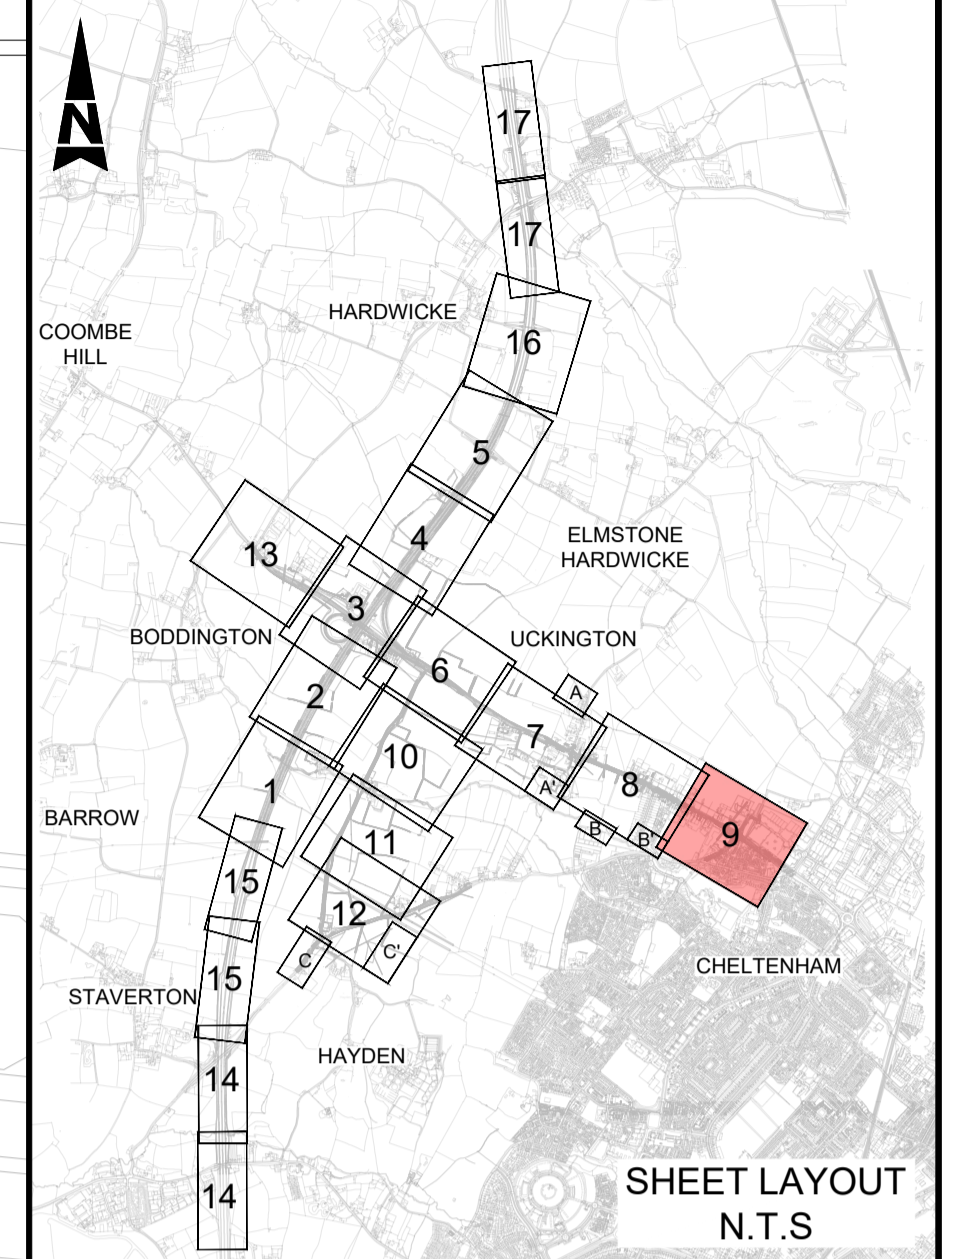 N
17
17
HARDWICKE
16
COOMBE
HILL
5
4
ELMSTONE
HARDWICKE
13
3
BODDINGTON
UCKINGTON
6
2
A
7
10
A'
8
1
BARROW
B
B'
9
11
15
12
C'
C
CHELTENHAM
15
STAVERTON
HAYDEN
14
14
SHEET LAYOUT
N.T.S